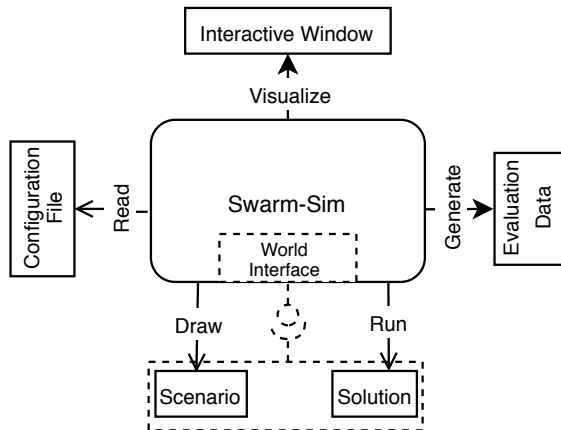 Interactive Window
Visualize
Configuration
File
Read
Swarm-Sim
Generate
Evaluation
Data
World
Interface
Draw
Run
Scenario
Solution